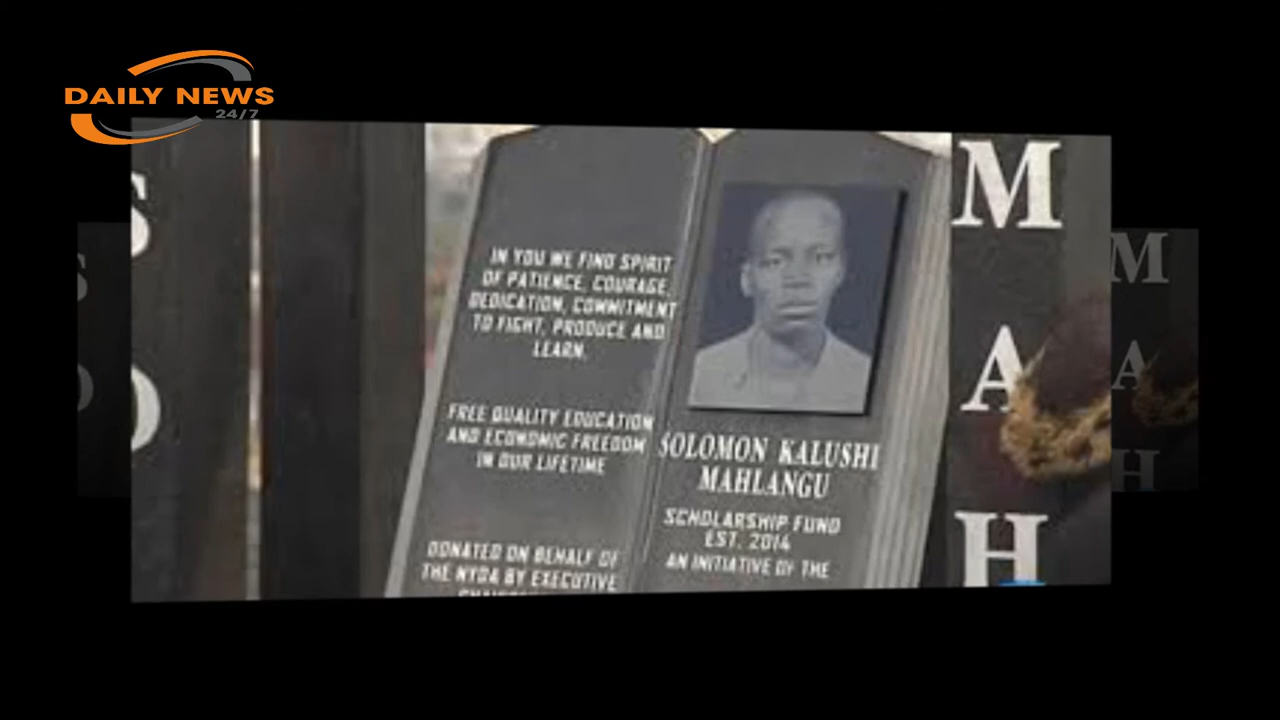 DAILY NEWS
24/7
IN YOU WE FIND SPIRIT
OF PATIENCE, COURAGE,
DEDICATION, COMMITMENT
TO FIGHT, PRODUCE AND
LEARN.
FREE QUALITY EDUCATION
AND ECONOMIC FREEDOM
IN OUR LIFETIME
DONATED ON BEHALF OF
THE NYDA BY EXECUTIVE
SOLOMON KALUSHI
MAHLANGU
SCHOLARSHIP FUND
EST. 2014
AN INITIATIVE OF THE
S
O
M
A
H
M
A
H